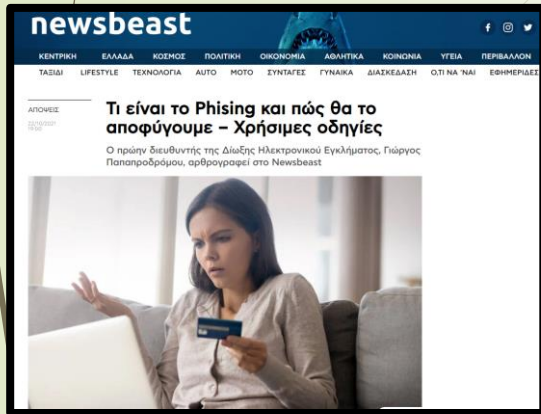 newsbeast
ΚΕΝΤΡΙΚΗ ΕΛΛΑΔΑ ΚΟΣΜΟΣ ΠΟΛΙΤΙΚΗ ΟΙΚΟΝΟΜΙΑ ΑΘΛΗΤΙΚΑ ΚΟΙΝΩΝΙΑ ΥΓΕΙΑ ΠΕΡΙΒΑΛΛΟΝ
ΤΑΞΙΔΙ LIFESTYLE ΤΕΧΝΟΛΟΓΙΑ AUTO MOTO ΣΥΝΤΑΓΕΣ ΓΥΝΑΙΚΑ ΔΙΑΣΚΕΔΑΣΗ Ο,ΤΙ ΝΑ 'ΝΑΙ ΕΦΗΜΕΡΙΔΕΣ
ΑΠΟΨΕΙΣ
Τι είναι το Phising και πώς θα το
αποφύγουμε – Χρήσιμες οδηγίες
Ο πρώην διευθυντής της Δίωξης Ηλεκτρονικού Εγκλήματος, Γιώργος
Παπαπροδρόμου, αρθρογραφεί στο Newsbeast